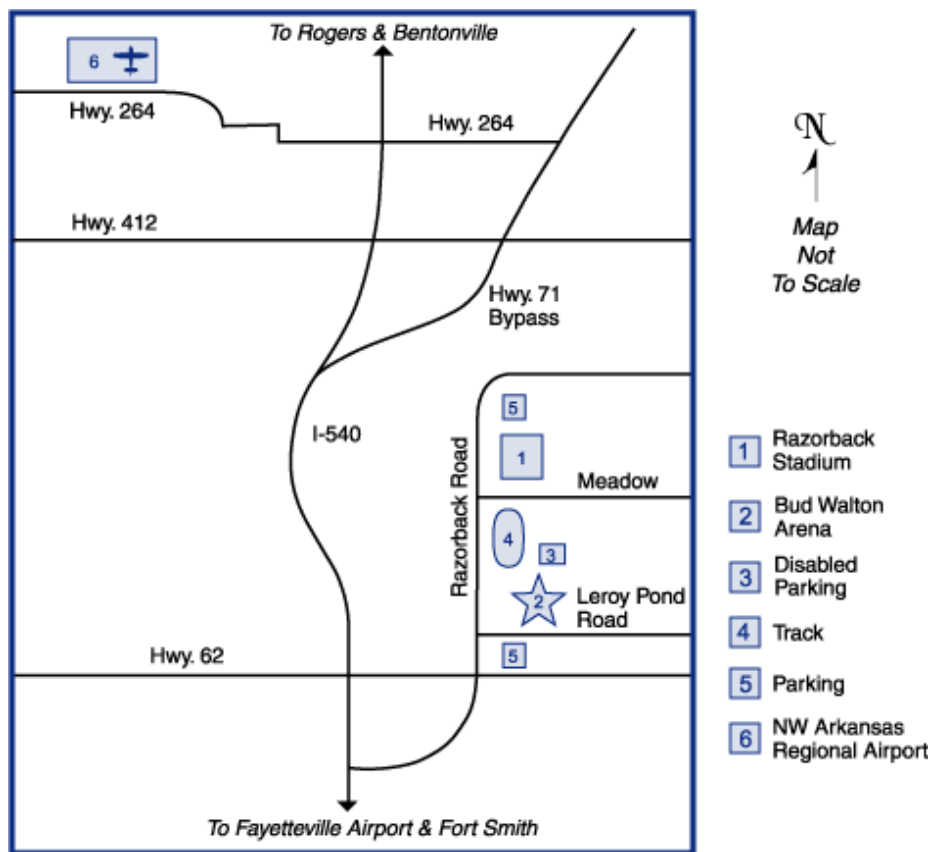 To Rogers & Bentonville
6
Hwy. 264
Hwy. 264
N
Map
Not
To Scale
Hwy. 412
Hwy. 71
Bypass
I-540
Razorback Road
5
1
Meadow
4
3
2
Leroy Pond
Road
5
Hwy. 62
To Fayetteville Airport & Fort Smith
1 Razorback
Stadium
2 Bud Walton
Arena
3 Disabled
Parking
4 Track
5 Parking
6 NW Arkansas
Regional Airport